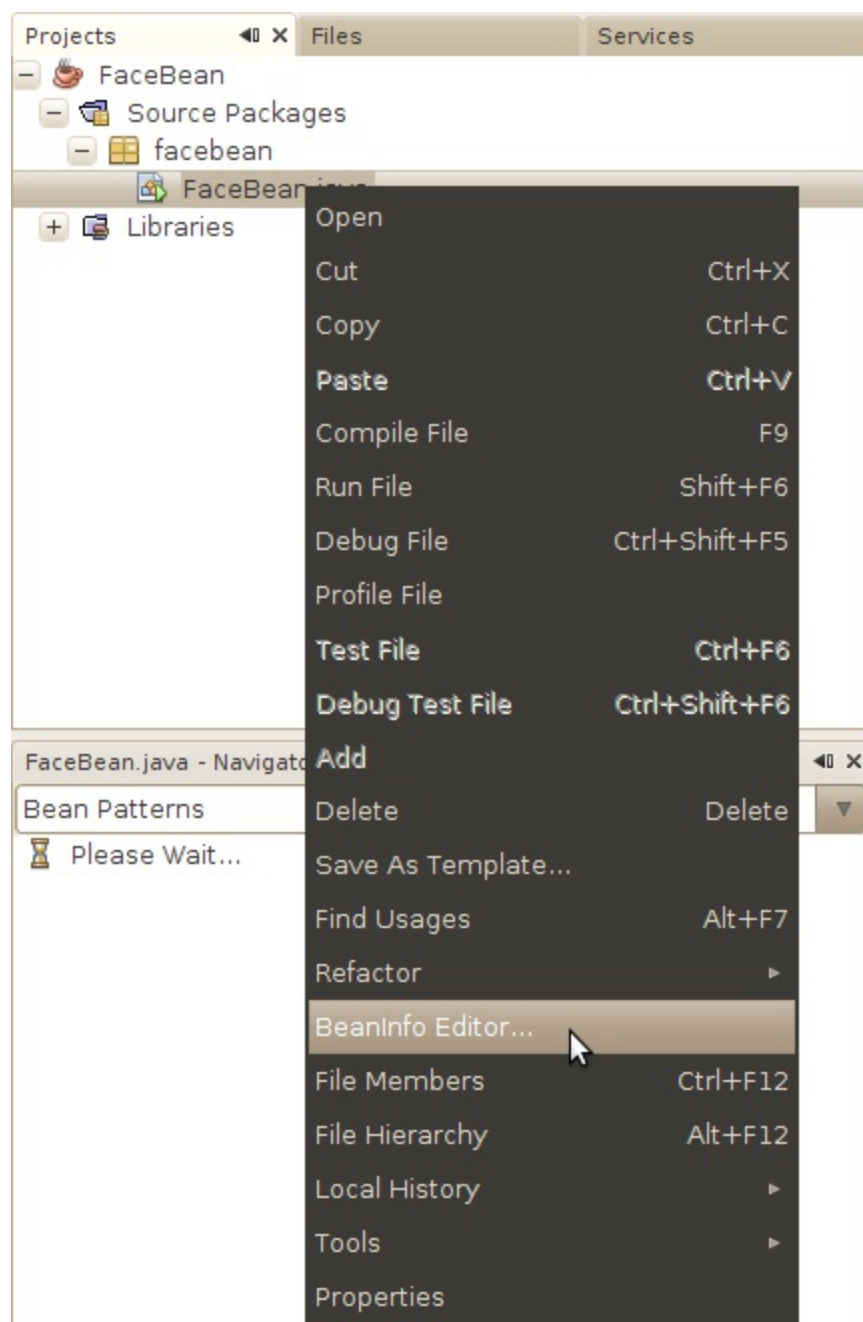 Projects Files Services
FaceBean
Source Packages
facebean
FaceBean.java
Libraries
Open
Cut Ctrl+X
Copy Ctrl+C
Paste Ctrl+V
Compile File F9
Run File Shift+F6
Debug File Ctrl+Shift+F5
Profile File
Test File Ctrl+F6
Debug Test File Ctrl+Shift+F6
Add
Delete Delete
Save As Template...
Find Usages Alt+F7
Refactor
BeanInfo Editor...
File Members Ctrl+F12
File Hierarchy Alt+F12
Local History
Tools
Properties
FaceBean.java - Navigato
Bean Patterns
Please Wait...